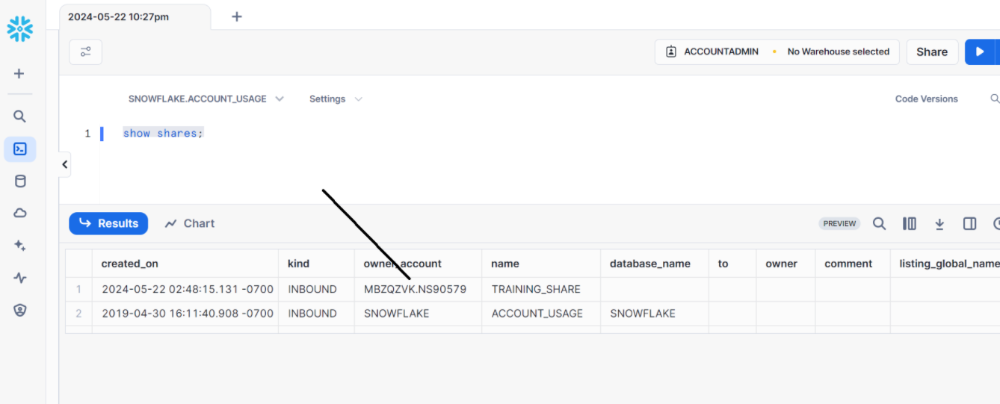 2024-05-22 10:27pm
ACCOUNTADMIN No Warehouse selected Share
SNOWFLAKE.ACCOUNT_USAGE Settings Code Versions
1 show shares;
Results Chart PREVIEW
created_on kind owner_account name database_name to owner comment listing_global_name
1 2024-05-22 02:48:15.131 -0700 INBOUND MBZQZVK.NS90579 TRAINING_SHARE
2 2019-04-30 16:11:40.908 -0700 INBOUND SNOWFLAKE ACCOUNT_USAGE SNOWFLAKE